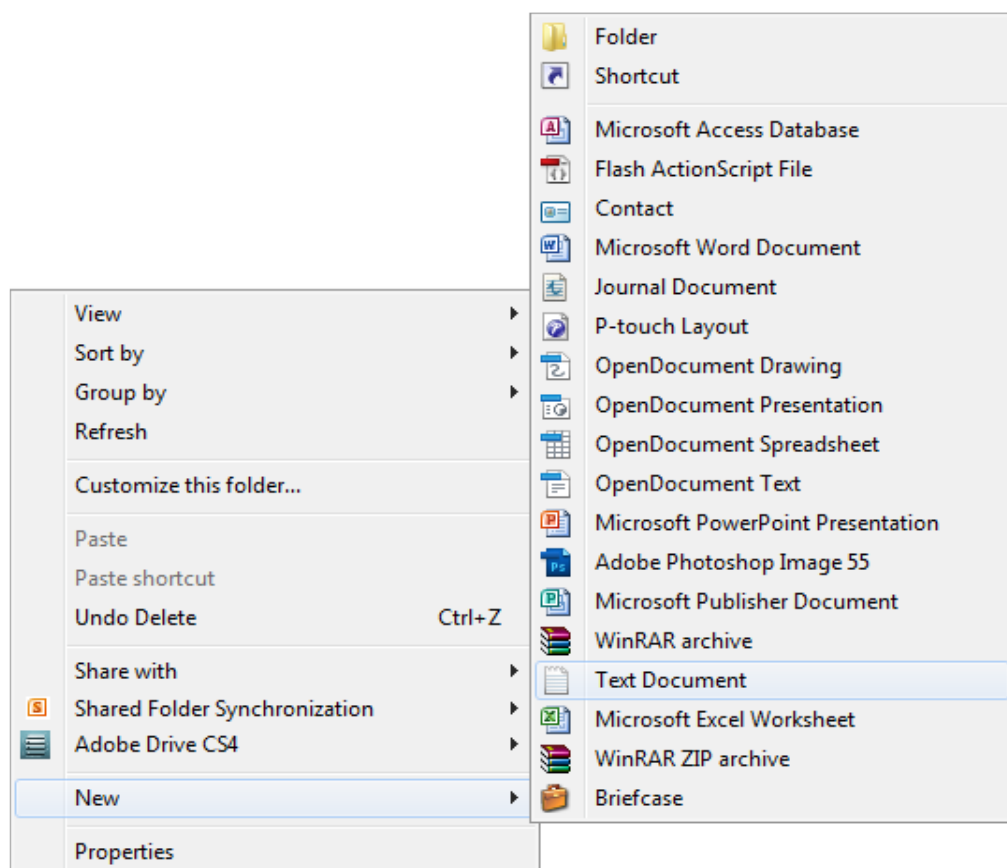 View
Sort by
Group by
Refresh
Customize this folder...
Paste
Paste shortcut
Undo Delete Ctrl+Z
Share with
S Shared Folder Synchronization
Adobe Drive CS4
New
Properties
Folder
Shortcut
Microsoft Access Database
Flash ActionScript File
Contact
Microsoft Word Document
Journal Document
P-touch Layout
OpenDocument Drawing
OpenDocument Presentation
OpenDocument Spreadsheet
OpenDocument Text
Microsoft PowerPoint Presentation
Ps Adobe Photoshop Image 55
Microsoft Publisher Document
WinRAR archive
Text Document
Microsoft Excel Worksheet
WinRAR ZIP archive
Briefcase